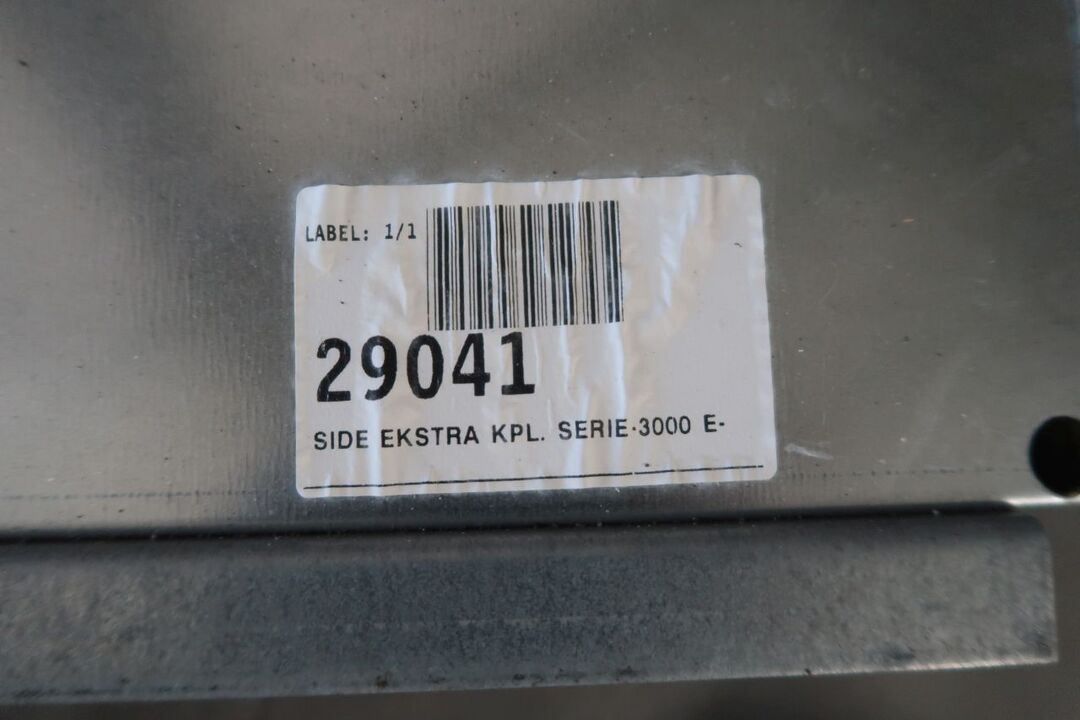 LABEL: 1/1
29041
SIDE EKSTRA KPL. SERIE-3000 E-